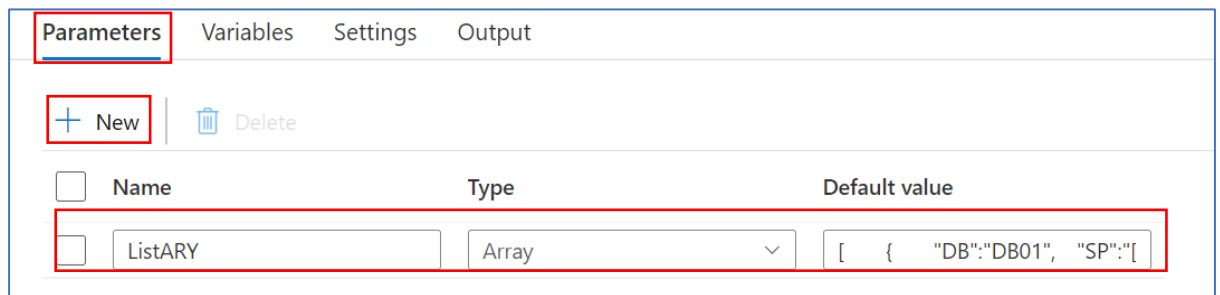 Parameters Variables Settings Output
+ New Delete
Name Type Default value
ListARY Array [ { "DB":"DB01", "SP":"[